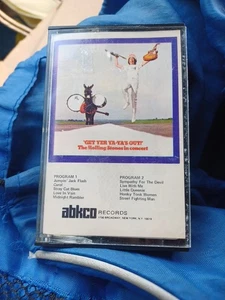 'GET YER YA-YA'S OUT!'
The Rolling Stones in concert
PROGRAM 1
Jumpin' Jack Flash
Carol
Stray Cat Blues
Love In Vain
Midnight Rambler
PROGRAM 2
Sympathy For The Devil
Live With Me
Little Queenie
Honky Tonk Women
Street Fighting Man
abkco RECORDS